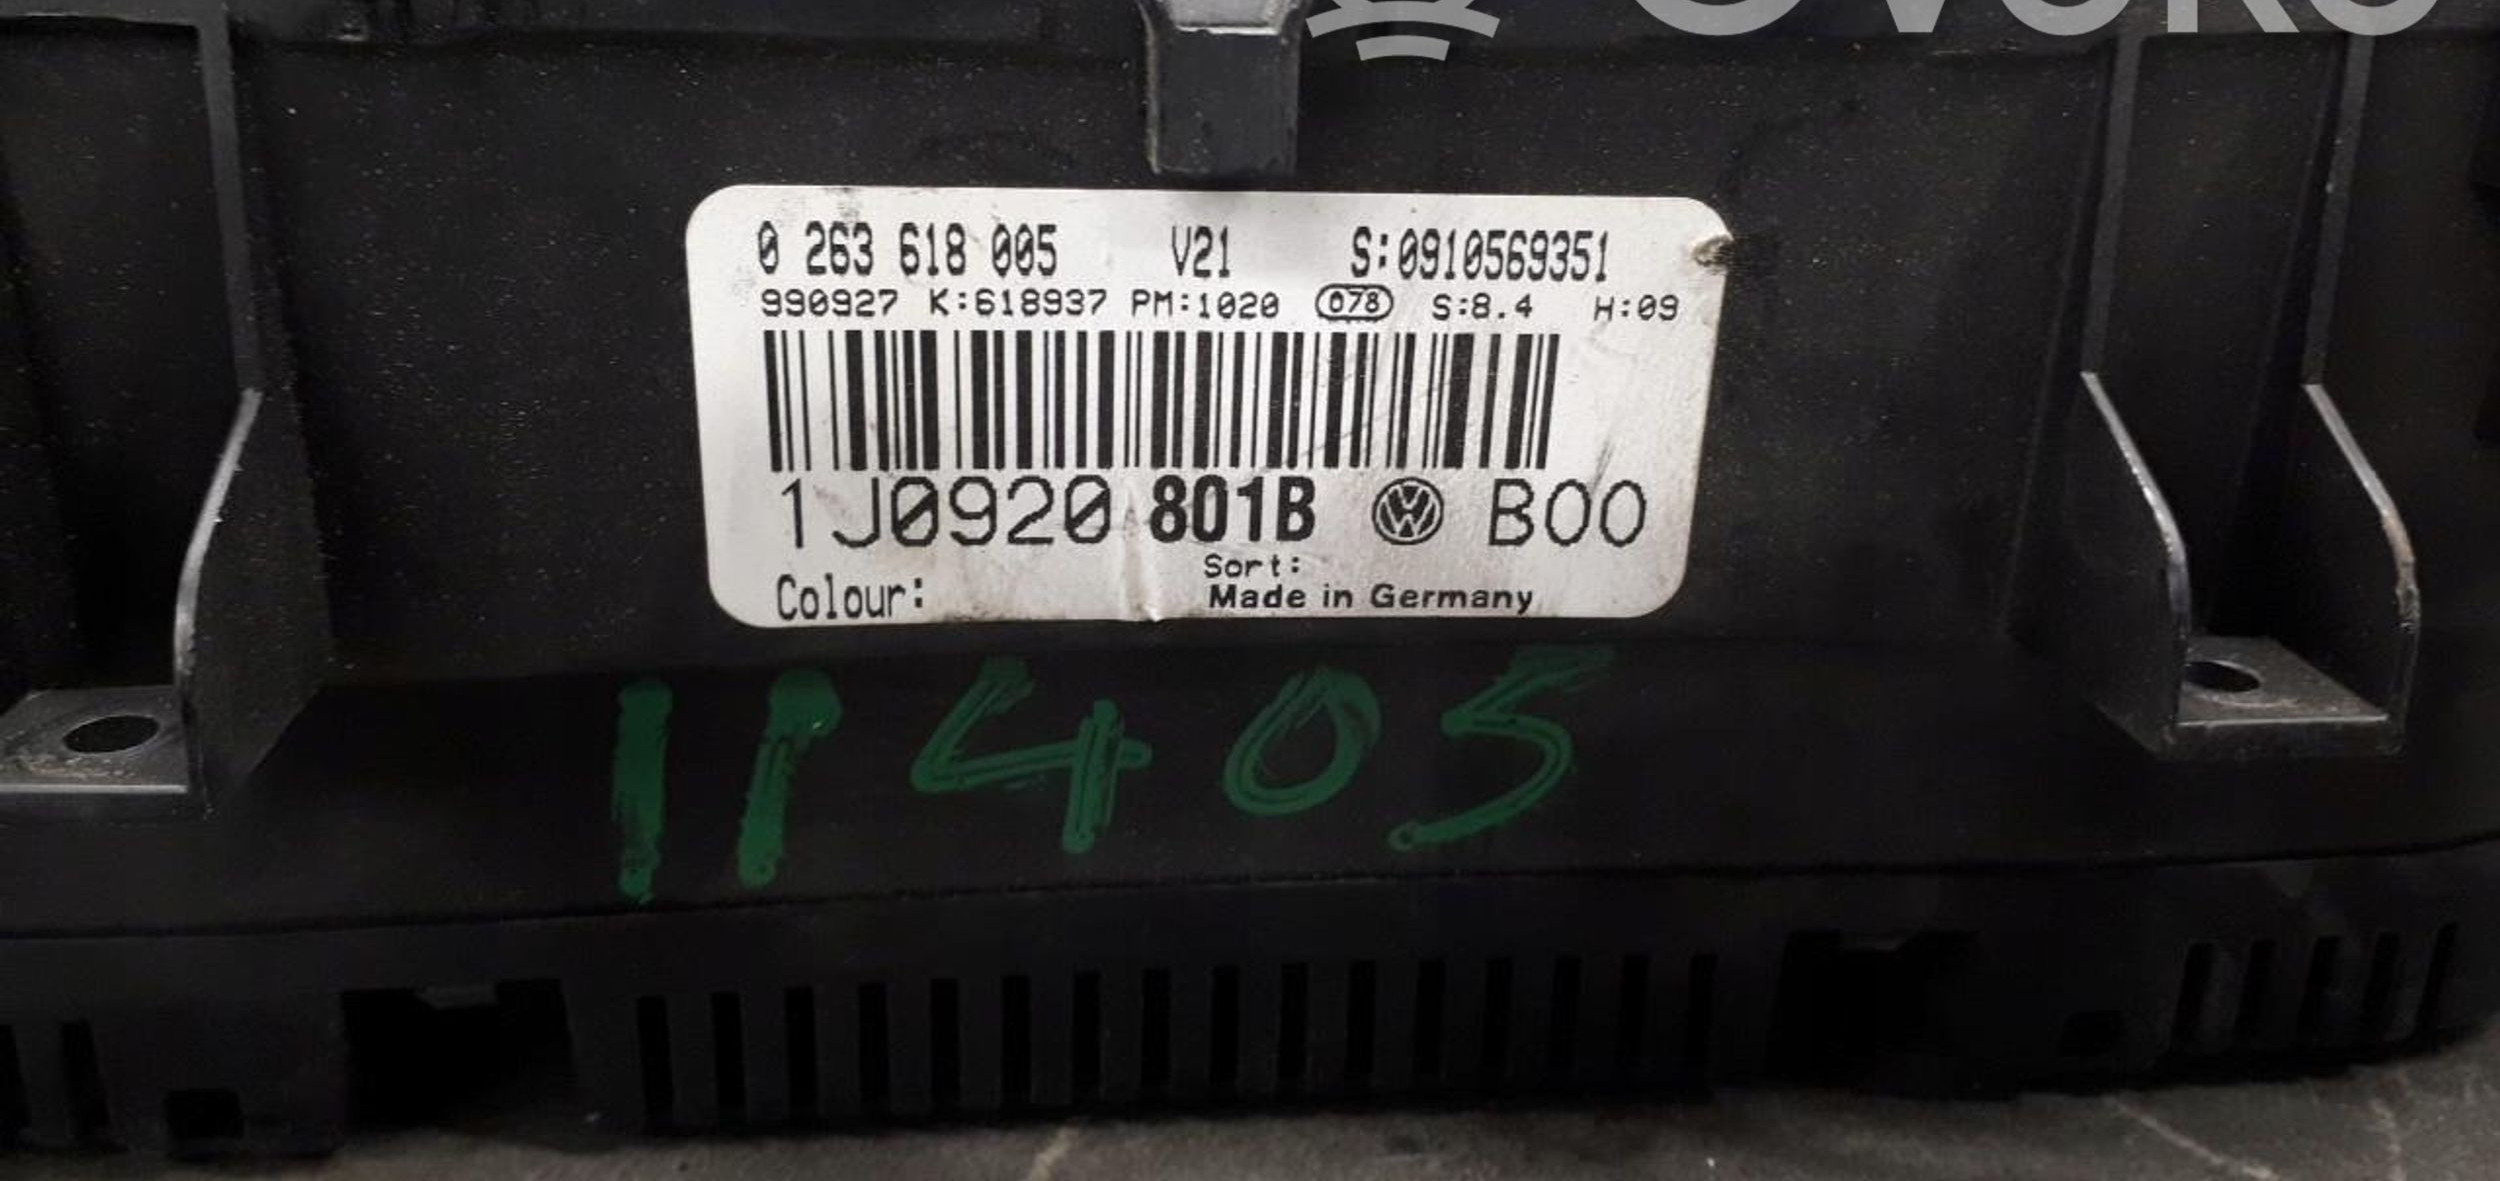 0 263 618 005 V21 S:0910569351
990927 K:618937 PM:1020 078 S:8.4 H:09
1J0920 801B VW B00
Sort:
Colour: Made in Germany
11405